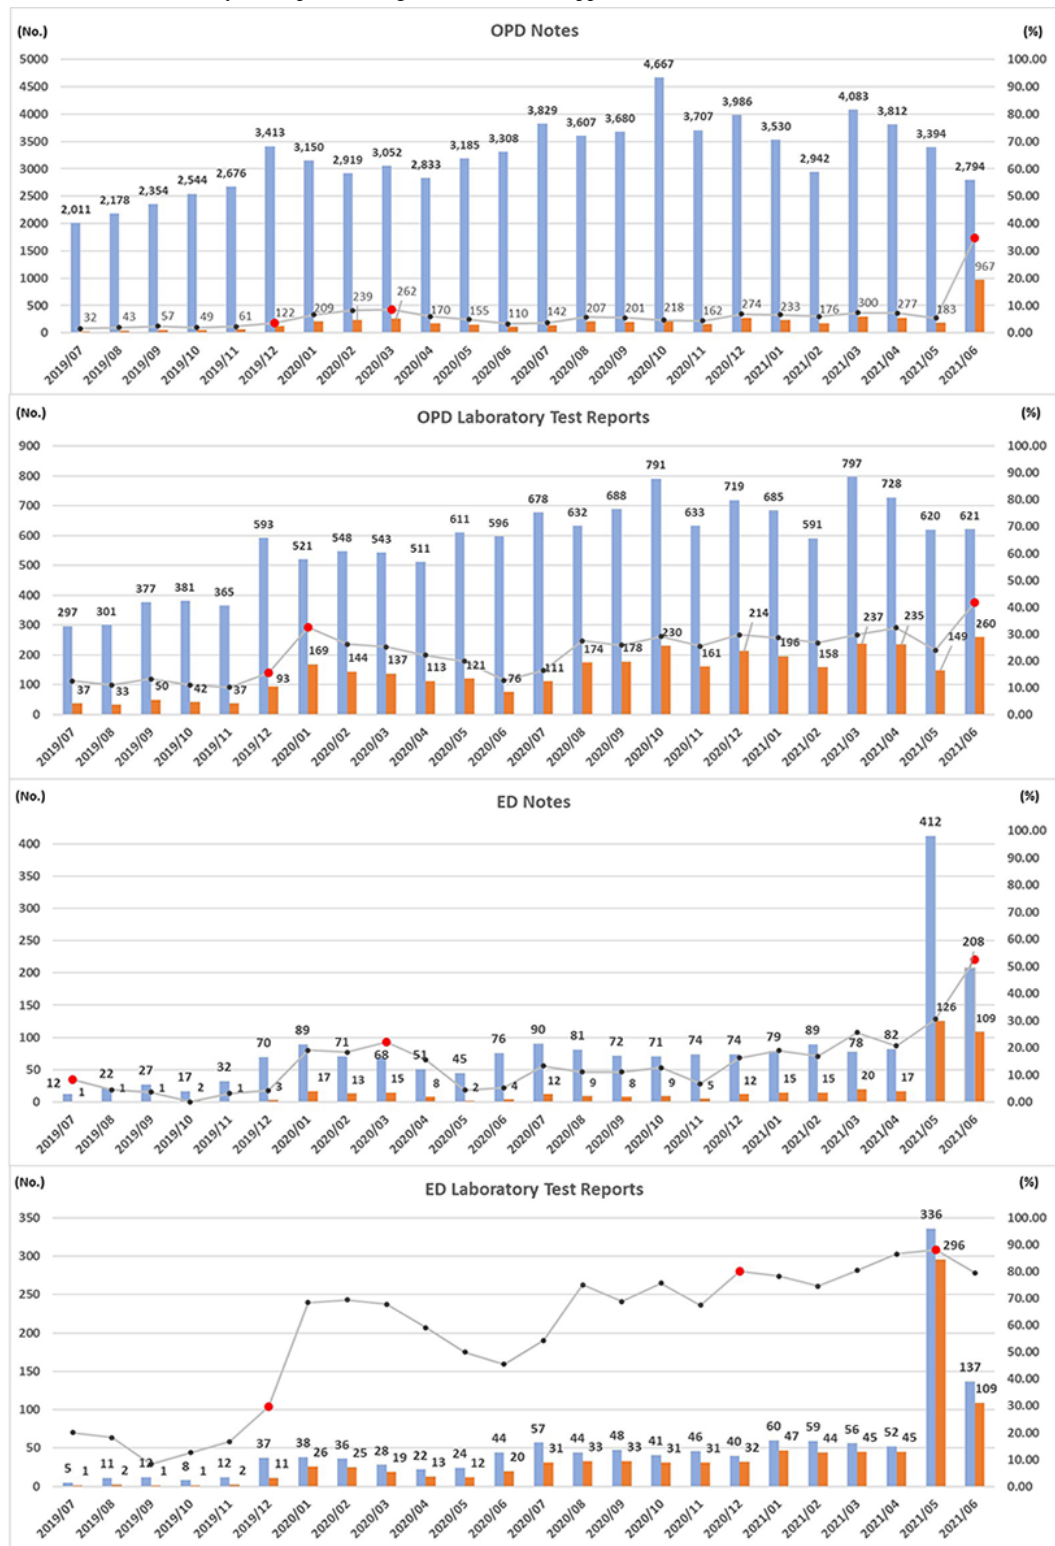 (No.) OPD Notes (%)
5000 100.00
4500 90.00
4000 80.00
3500 70.00
3000 60.00
2500 50.00
2000 40.00
1500 30.00
1000 20.00
500 10.00
0 0.00
2,011 2,178 2,354 2,544 2,676 3,413 3,150 2,919 3,052 2,833 3,185 3,308 3,829 3,607 3,680 4,667 3,707 3,986 3,530 2,942 4,083 3,812 3,394 2,794
32 43 57 49 61 122 209 239 262 170 155 110 142 207 201 218 162 274 233 176 300 277 183 967
2019/07 2019/08 2019/09 2019/10 2019/11 2019/12 2020/01 2020/02 2020/03 2020/04 2020/05 2020/06 2020/07 2020/08 2020/09 2020/10 2020/11 2020/12 2021/01 2021/02 2021/03 2021/04 2021/05 2021/06
(No.) OPD Laboratory Test Reports (%)
900 100.00
800 90.00
700 80.00
600 70.00
500 60.00
400 50.00
300 40.00
200 30.00
100 20.00
0 10.00
0.00
297 301 377 381 365 593 521 548 543 511 611 596 678 632 688 791 633 719 685 591 797 728 620 621
37 33 50 42 37 93 169 144 137 113 121 76 111 174 178 230 161 214 196 158 237 235 149 260
2019/07 2019/08 2019/09 2019/10 2019/11 2019/12 2020/01 2020/02 2020/03 2020/04 2020/05 2020/06 2020/07 2020/08 2020/09 2020/10 2020/11 2020/12 2021/01 2021/02 2021/03 2021/04 2021/05 2021/06
(No.) ED Notes (%)
400 100.00
350 90.00
300 80.00
250 70.00
200 60.00
150 50.00
100 40.00
50 30.00
0 20.00
10.00
0.00
12 22 27 17 32 70 89 71 68 51 45 76 90 81 72 71 74 74 79 89 78 82 412 208
1 1 1 2 1 3 17 13 15 8 2 4 12 9 8 9 5 12 15 15 20 17 126 109
2019/07 2019/08 2019/09 2019/10 2019/11 2019/12 2020/01 2020/02 2020/03 2020/04 2020/05 2020/06 2020/07 2020/08 2020/09 2020/10 2020/11 2020/12 2021/01 2021/02 2021/03 2021/04 2021/05 2021/06
(No.) ED Laboratory Test Reports (%)
350 100.00
300 90.00
250 80.00
200 70.00
150 60.00
100 50.00
50 40.00
0 30.00
20.00
10.00
0.00
5 11 12 8 12 37 38 36 28 22 24 44 57 44 48 41 46 40 60 59 56 52 336 137
1 2 1 1 2 11 26 25 19 13 12 20 31 33 33 31 31 32 47 44 45 45 296 109
2019/07 2019/08 2019/09 2019/10 2019/11 2019/12 2020/01 2020/02 2020/03 2020/04 2020/05 2020/06 2020/07 2020/08 2020/09 2020/10 2020/11 2020/12 2021/01 2021/02 2021/03 2021/04 2021/05 2021/06